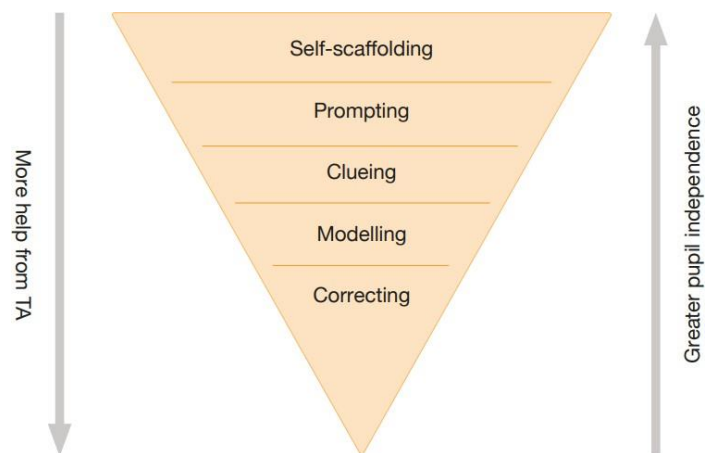 Self-scaffolding
Prompting
Clueing
Modelling
Correcting
More help from TA
Greater pupil independence